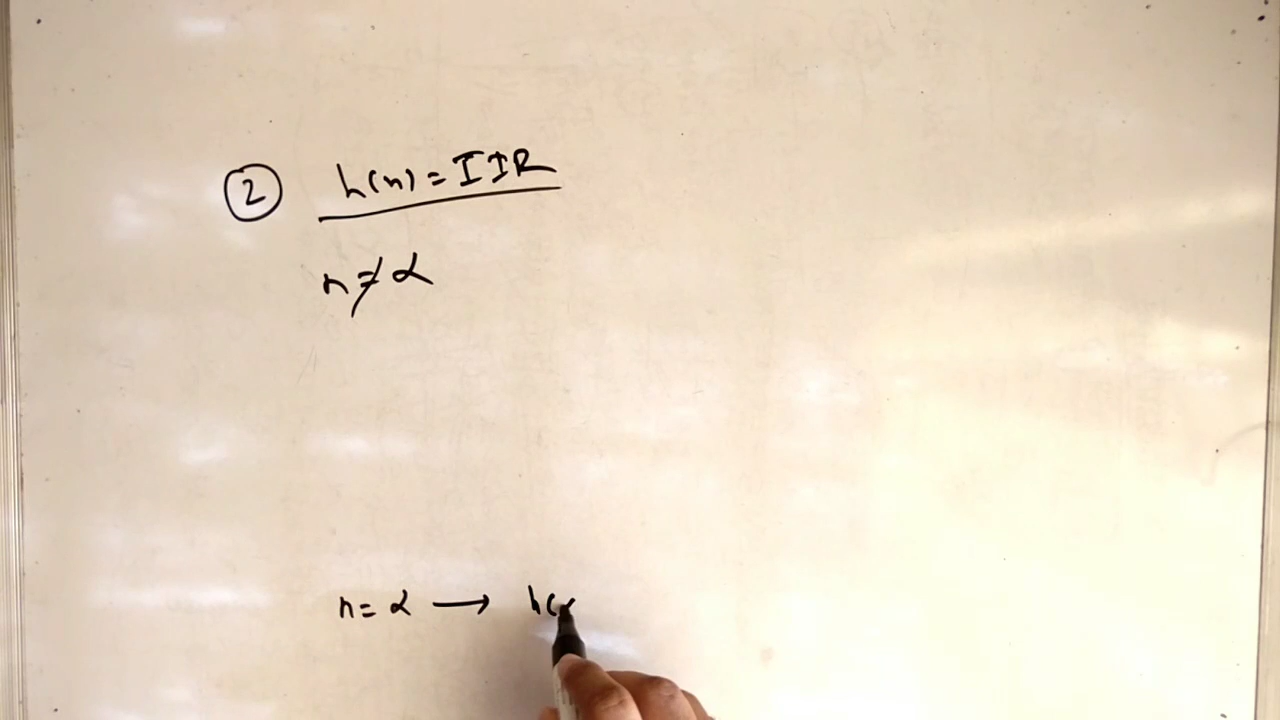 ② h(n) = IIR
n ≠ α
n = α → h(α